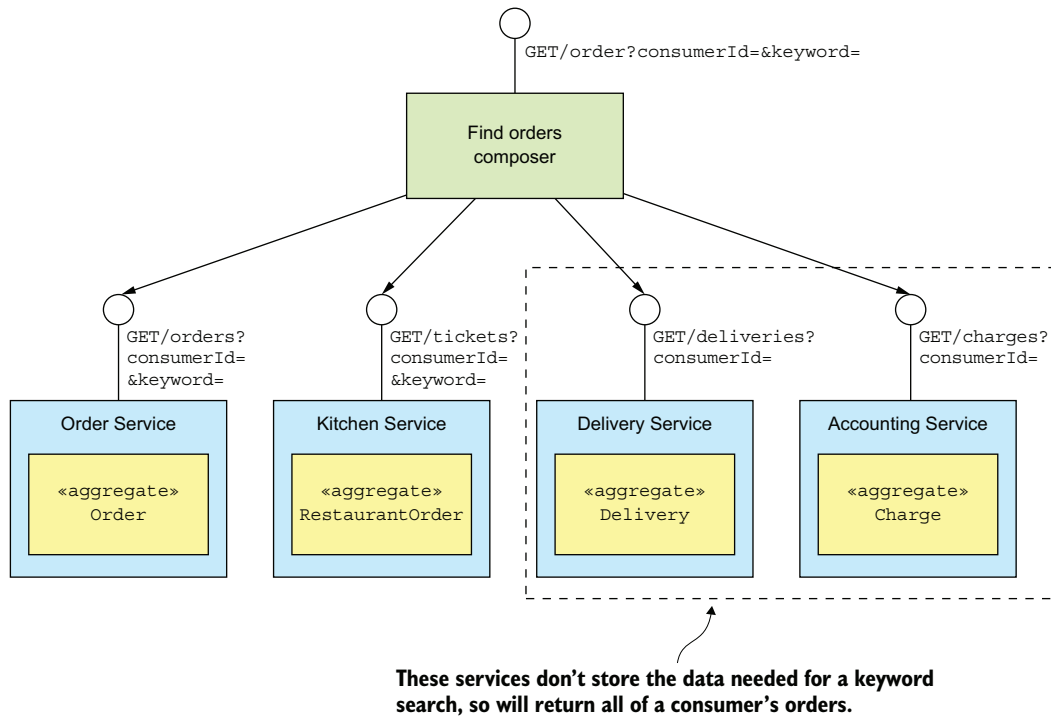 GET/order?consumerId=&keyword=
Find orders
composer
GET/orders?
consumerId=
&keyword=
GET/tickets?
consumerId=
&keyword=
GET/deliveries?
consumerId=
GET/charges?
consumerId=
Order Service
«aggregate»
Order
Kitchen Service
«aggregate»
RestaurantOrder
Delivery Service
«aggregate»
Delivery
Accounting Service
«aggregate»
Charge
These services don’t store the data needed for a keyword
search, so will return all of a consumer’s orders.